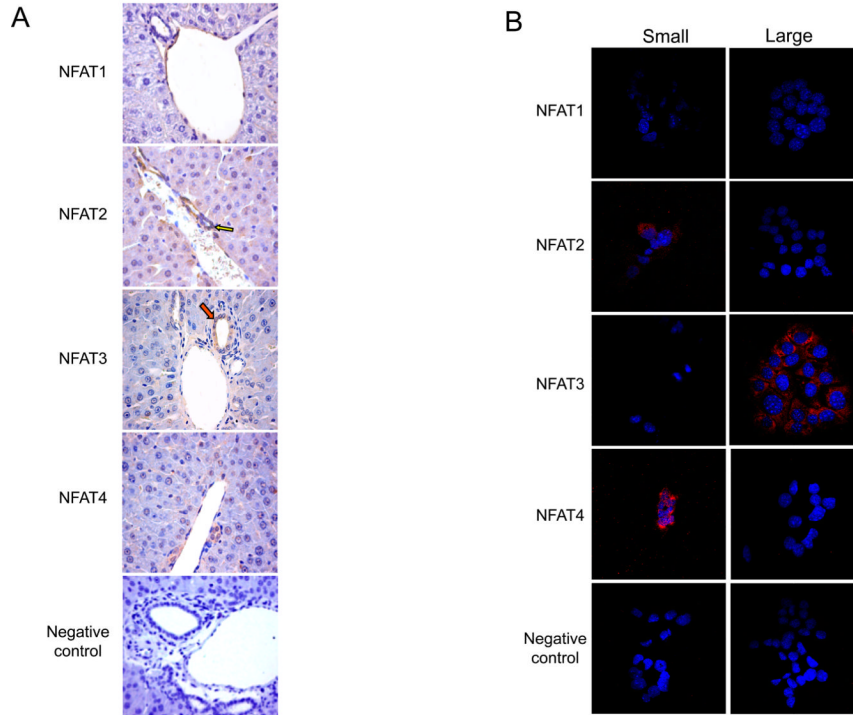 A
NFAT1
NFAT2
NFAT3
NFAT4
Negative
control
B
Small Large
NFAT1
NFAT2
NFAT3
NFAT4
Negative
control